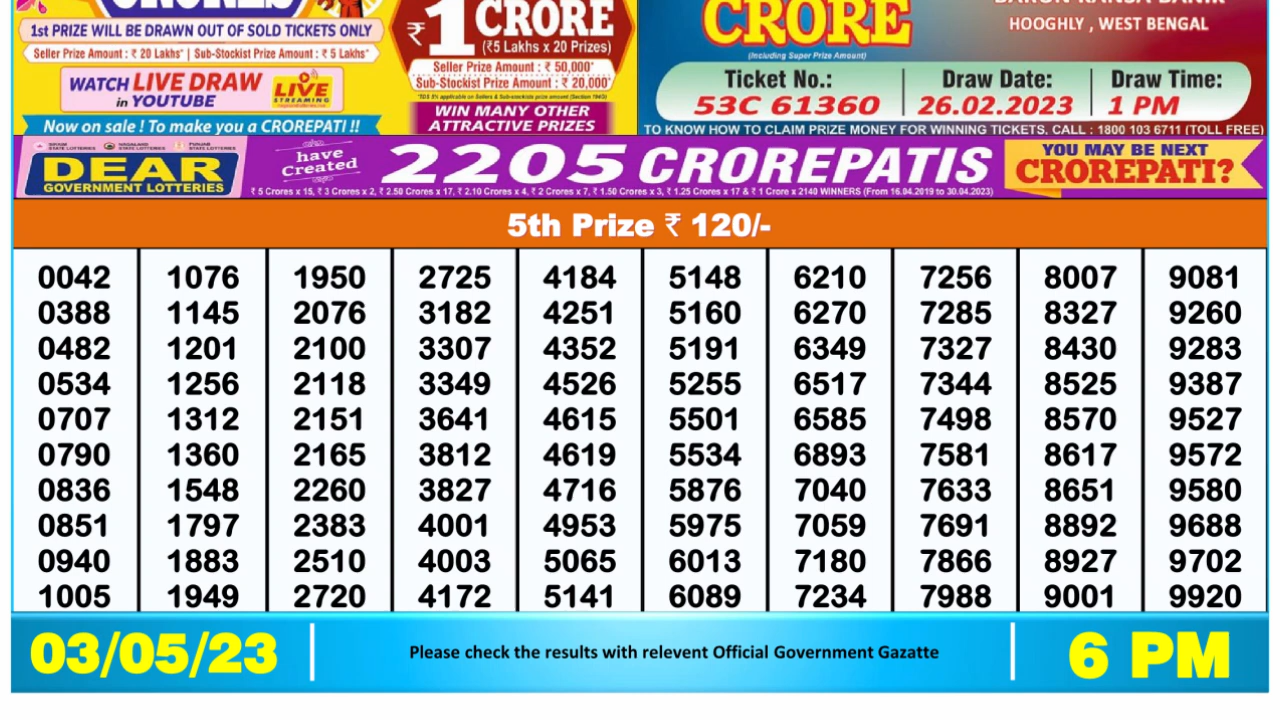 CRORES
1st PRIZE WILL BE DRAWN OUT OF SOLD TICKETS ONLY
Seller Prize Amount : ₹ 20 Lakhs* | Sub-Stockist Prize Amount : ₹ 5 Lakhs*
WATCH LIVE DRAW
in YOUTUBE
LIVE
STREAMING
Now on sale ! To make you a CROREPATI !!
₹1 CRORE
(₹5 Lakhs x 20 Prizes)
Seller Prize Amount : ₹ 50,000*
Sub-Stockist Prize Amount : ₹ 20,000*
WIN MANY OTHER
ATTRACTIVE PRIZES
CRORE
(Including Super Prize Amount)
BARUN KANSA BANIK
HOOGHLY , WEST BENGAL
Ticket No.: Draw Date: Draw Time:
53C 61360 26.02.2023 1 PM
TO KNOW HOW TO CLAIM PRIZE MONEY FOR WINNING TICKETS, CALL : 1800 103 6711 (TOLL FREE)
DEAR
GOVERNMENT LOTTERIES
have
Created
2205 CROREPATIS
₹ 5 Crores x 15, ₹ 3 Crores x 2, ₹ 2.50 Crores x 17, ₹ 2.10 Crores x 4, ₹ 2 Crores x 7, ₹ 1.50 Crores x 3, ₹ 1.25 Crores x 17 & ₹ 1 Crore x 2140 WINNERS (From 16.04.2019 to 30.04.2023)
YOU MAY BE NEXT
CROREPATI?
5th Prize ₹ 120/-
0042 1076 1950 2725 4184 5148 6210 7256 8007 9081
0388 1145 2076 3182 4251 5160 6270 7285 8327 9260
0482 1201 2100 3307 4352 5191 6349 7327 8430 9283
0534 1256 2118 3349 4526 5255 6517 7344 8525 9387
0707 1312 2151 3641 4615 5501 6585 7498 8570 9527
0790 1360 2165 3812 4619 5534 6893 7581 8617 9572
0836 1548 2260 3827 4716 5876 7040 7633 8651 9580
0851 1797 2383 4001 4953 5975 7059 7691 8892 9688
0940 1883 2510 4003 5065 6013 7180 7866 8927 9702
1005 1949 2720 4172 5141 6089 7234 7988 9001 9920
03/05/23
Please check the results with relevent Official Government Gazatte
6 PM